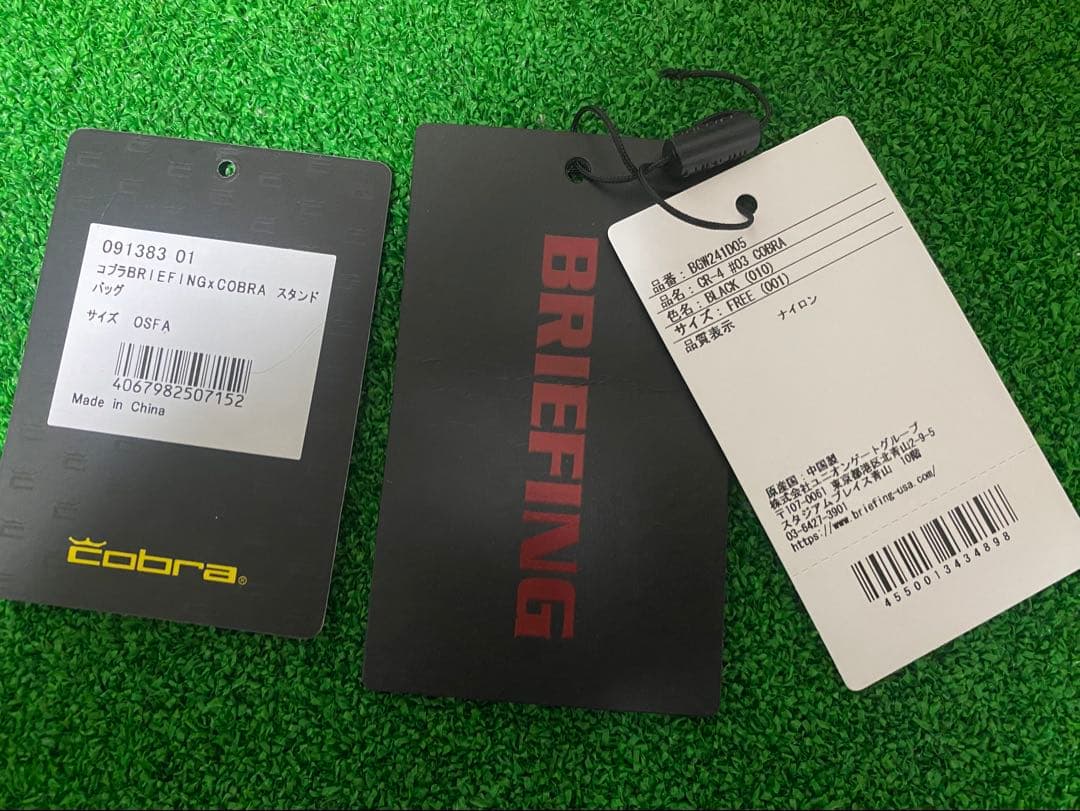 091383 01
コブラBRIEFINGxCOBRA スタンド
バッグ
サイズ OSFA
4067982507152
Made in China
cobra®
BRIEFING
品番：BGW241D05
品名：CR-4 #03 COBRA
色名：BLACK (010)
サイズ：FREE (001)
品質表示 ナイロン
原産国：中国製
株式会社ユニオンゲートグループ
〒107-0061 東京都港区北青山2-9-5
スタジアムプレイス青山 10階
03-6427-3901
https://www.briefing-usa.com/
4550013434898